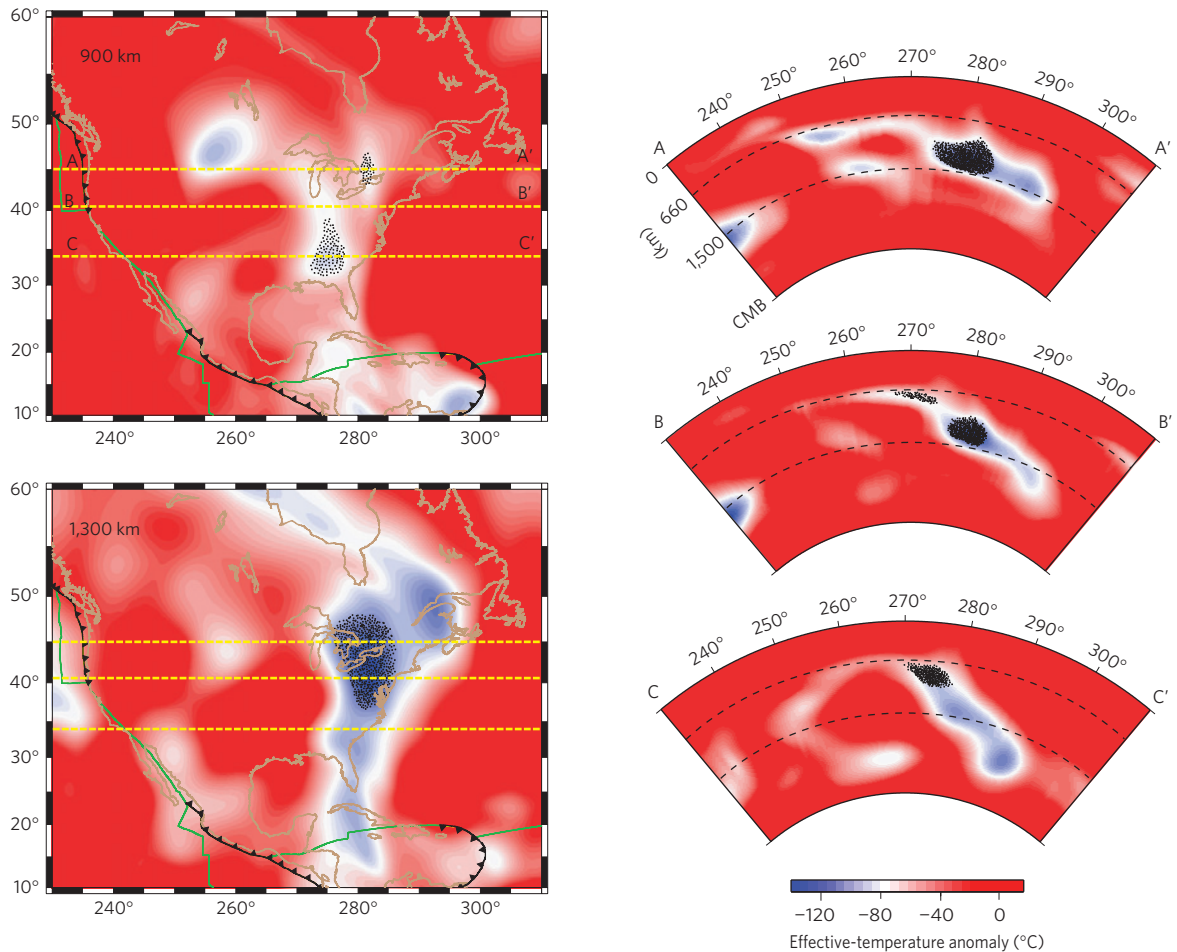 60°
900 km
50°
A
A'
B
B'
40°
C
C'
30°
20°
10°
240° 260° 280° 300°
60°
1,300 km
50°
40°
30°
20°
10°
240° 260° 280° 300°
240° 250° 260° 270° 280° 290° 300°
A A'
0
660
1,500
(km)
CMB
240° 250° 260° 270° 280° 290° 300°
B B'
240° 250° 260° 270° 280° 290° 300°
C C'
−120 −80 −40 0
Effective-temperature anomaly (°C)